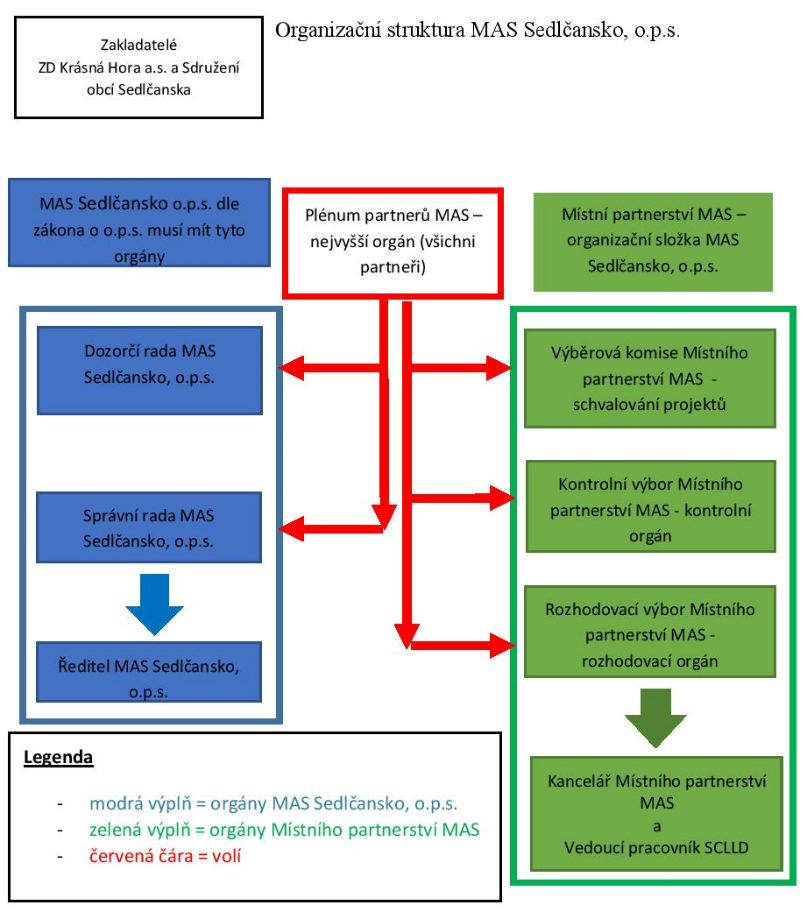 Organizační struktura MAS Sedlčansko, o.p.s.
Zakladatelé
ZD Krásná Hora a.s. a Sdružení
obcí Sedlčanska
MAS Sedlčansko o.p.s. dle
zákona o o.p.s. musí mít tyto
orgány
Plénum partnerů MAS –
nejvyšší orgán (všichni
partneři)
Místní partnerství MAS –
organizační složka MAS
Sedlčansko, o.p.s.
Dozorčí rada MAS
Sedlčansko, o.p.s.
Správní rada MAS
Sedlčansko, o.p.s.
Ředitel MAS Sedlčansko,
o.p.s.
Výběrová komise Místního
partnerství MAS -
schvalování projektů
Kontrolní výbor Místního
partnerství MAS - kontrolní
orgán
Rozhodovací výbor Místního
partnerství MAS -
rozhodovací orgán
Kancelář Místního partnerství
MAS
a
Vedoucí pracovník SCLLD
Legenda
- modrá výplň = orgány MAS Sedlčansko, o.p.s.
- zelená výplň = orgány Místního partnerství MAS
- červená čára = volí